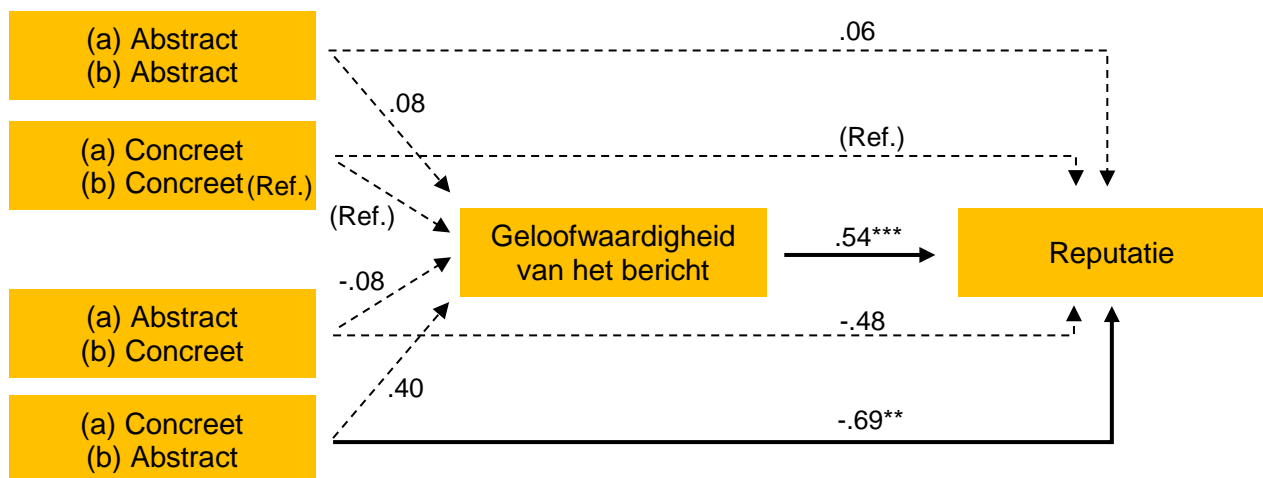 (a) Abstract
(b) Abstract
.06
.08
(a) Concreet
(b) Concreet (Ref.)
(Ref.)
(Ref.)
Geloofwaardigheid
van het bericht
.54***
Reputatie
-.08
(a) Abstract
(b) Concreet
-.48
.40
(a) Concreet
(b) Abstract
-.69**